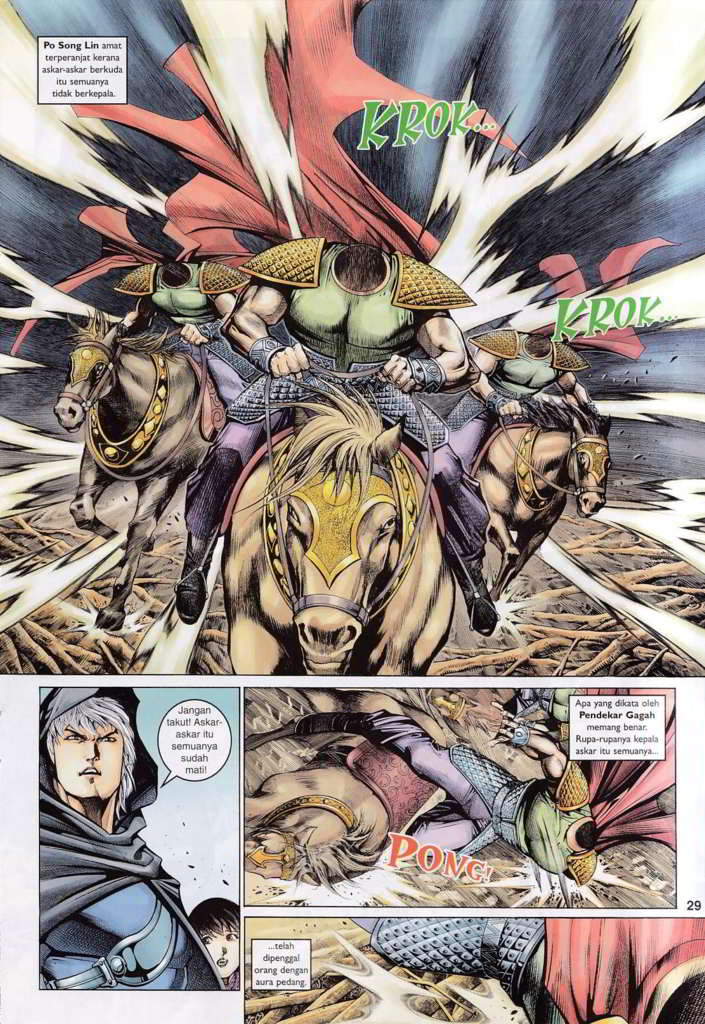 Po Song Lin amat
terperanjat kerana
askar-askar berkuda
itu semuanya
tidak berkepala.
KROK...
KROK...
Jangan
takut! Askar-
askar itu
semuanya
sudah
mati!
Apa yang dikata oleh
Pendekar Gagah
memang benar.
Rupa-rupanya kepala
askar itu semuanya...
PONG!
29
...telah
dipenggal
orang dengan
aura pedang.